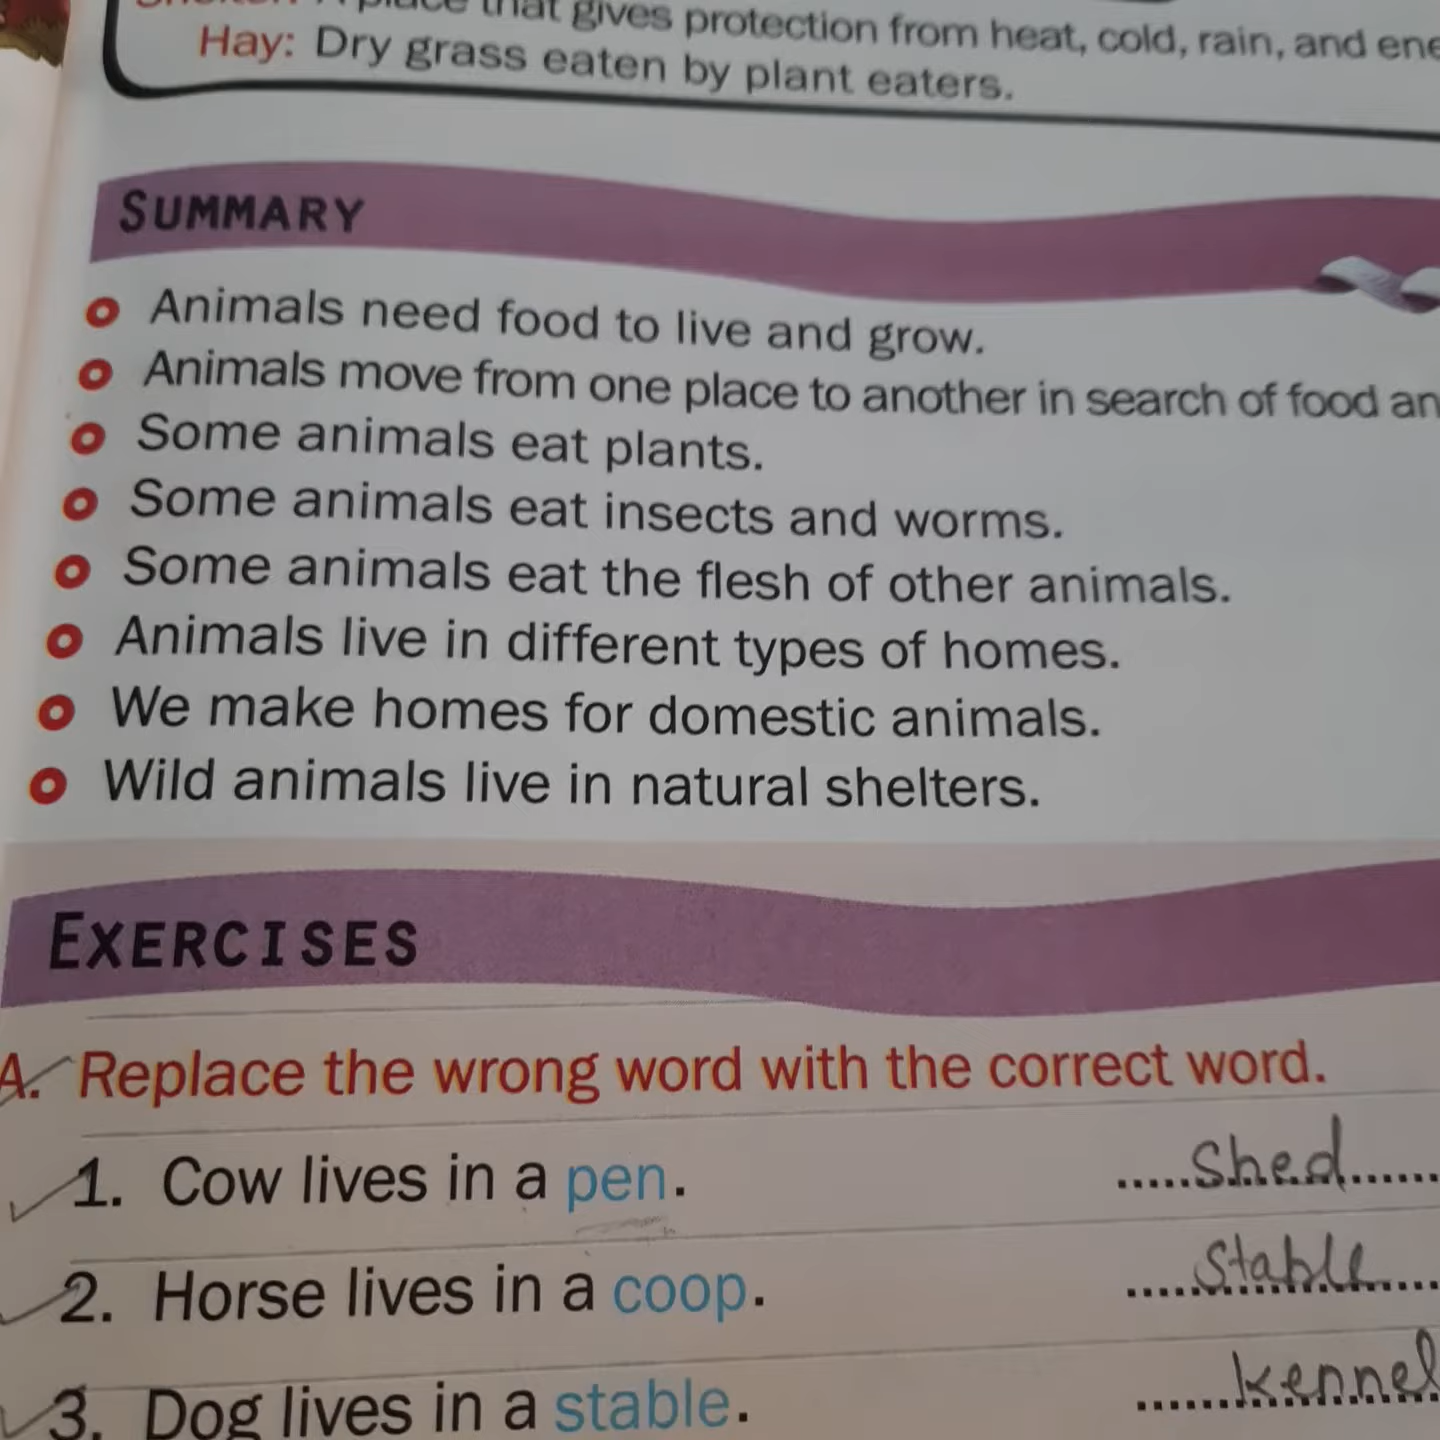 Shelter: A place that gives protection from heat, cold, rain, and
Hay: Dry grass eaten by plant eaters.
SUMMARY
Animals need food to live and grow.
Animals move from one place to another in search of food
Some animals eat plants.
Some animals eat insects and worms.
Some animals eat the flesh of other animals.
Animals live in different types of homes.
We make homes for domestic animals.
Wild animals live in natural shelters.
EXERCISES
A. Replace the wrong word with the correct word.
1. Cow lives in a pen. .....Shed......
2. Horse lives in a coop. ....Stable....
3. Dog lives in a stable. ......kennel